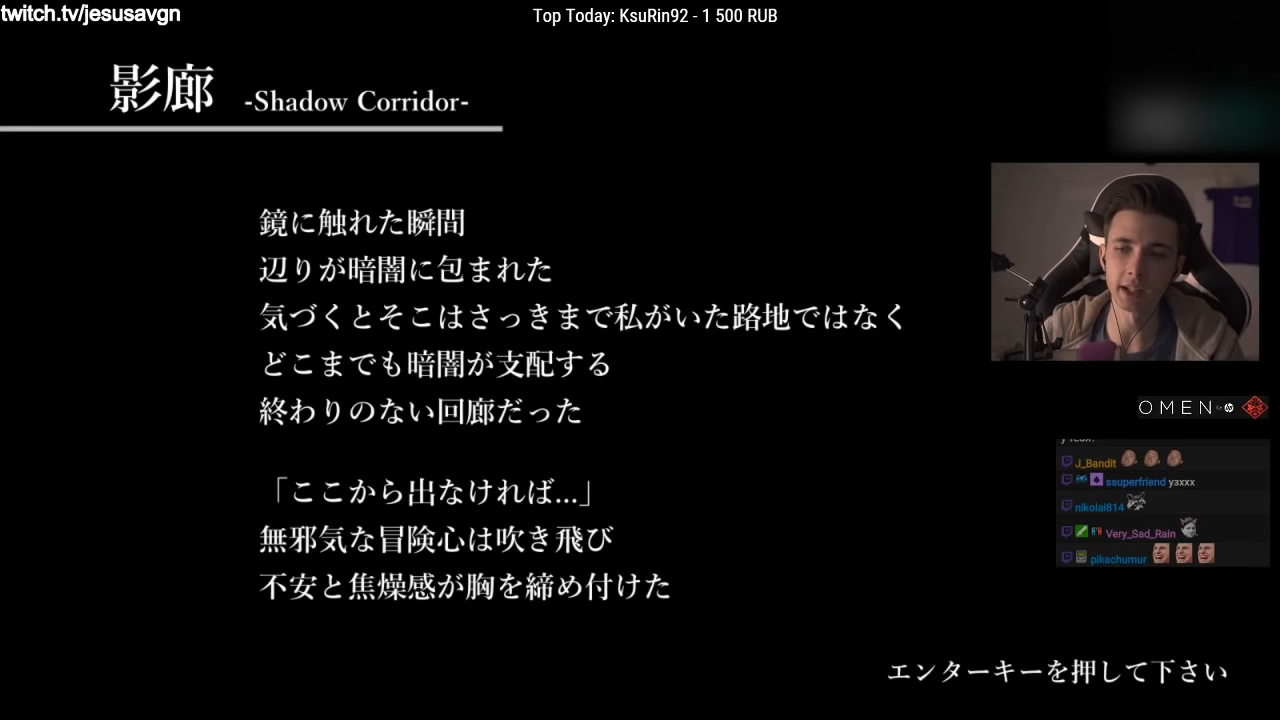 twitch.tv/jesusavgn
Top Today: KsuRin92 - 1 500 RUB
影廊 -Shadow Corridor-
鏡に触れた瞬間
辺りが暗闇に包まれた
気づくとそこはさっきまで私がいた路地ではなく
どこまでも暗闇が支配する
終わりのない回廊だった
「ここから出なければ...」
無邪気な冒険心は吹き飛び
不安と焦燥感が胸を締め付けた
エンターキーを押して下さい
OMEN
J_Bandit
ssuperfriend уэххх
nikolai814
Very_Sad_Rain
pikachumur